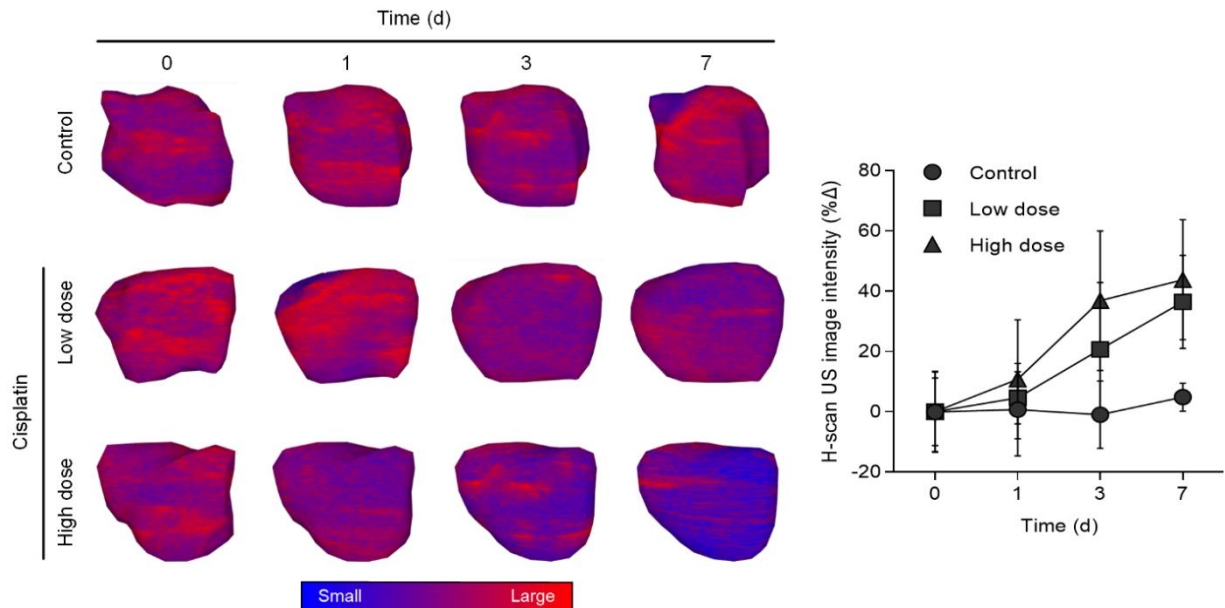 Time (d)
0 1 3 7
Control
Cisplatin
Low dose
High dose
Small Large
H-scan US image intensity (%Δ)
80
60
40
20
0
-20
Control
Low dose
High dose
0 1 3 7
Time (d)